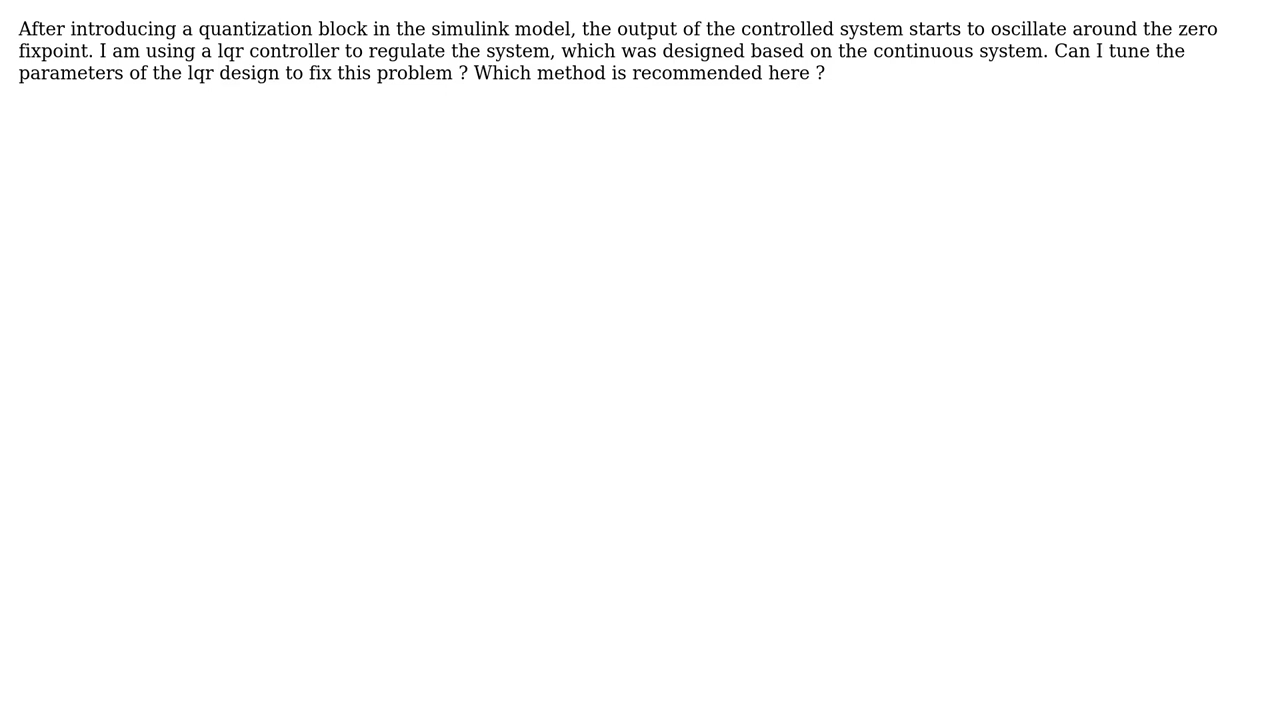 After introducing a quantization block in the simulink model, the output of the controlled system starts to oscillate around the zero
fixpoint. I am using a lqr controller to regulate the system, which was designed based on the continuous system. Can I tune the
parameters of the lqr design to fix this problem ? Which method is recommended here ?